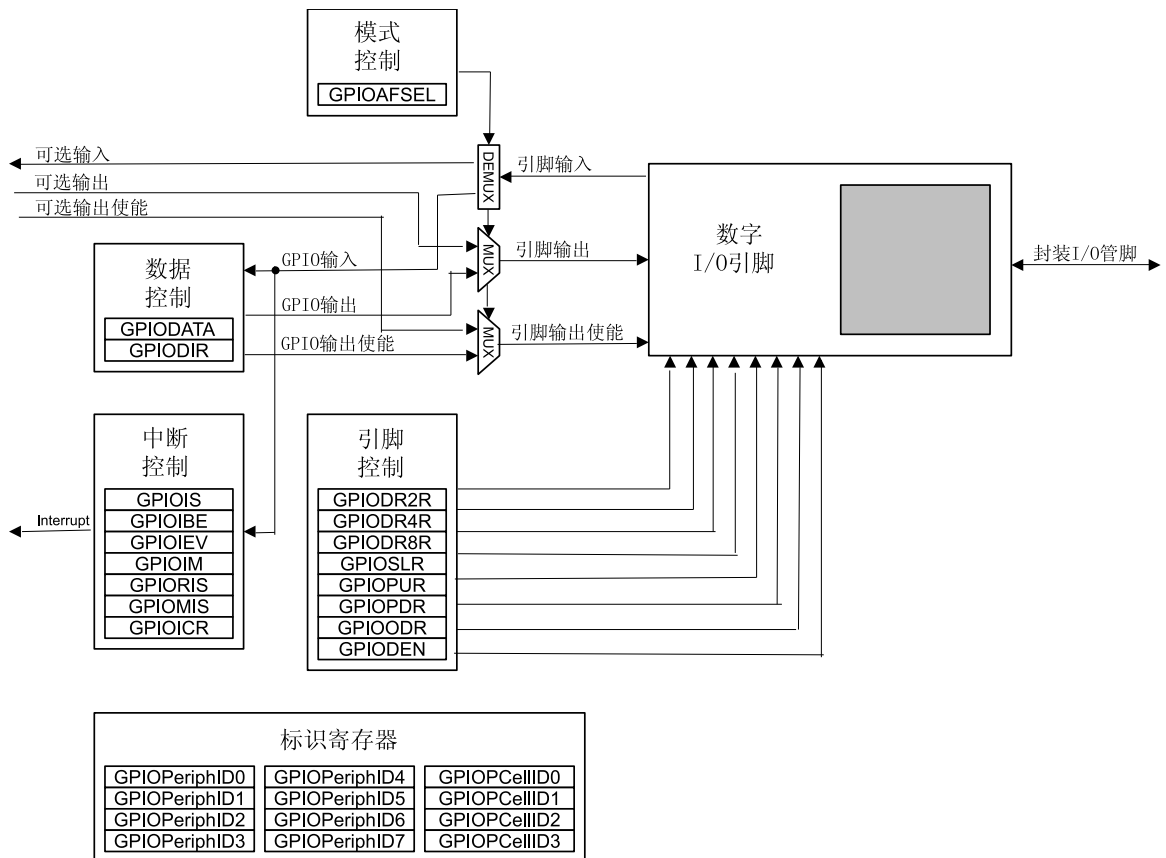 模式
控制
GPIOAFSEL
可选输入
可选输出
可选输出使能
DEMUX
引脚输入
MUX
引脚输出
MUX
引脚输出使能
数字
I/O引脚
封装I/O管脚
数据
控制
GPIODATA
GPIODIR
GPIO输入
GPIO输出
GPIO输出使能
中断
控制
GPIOIS
GPIOIBE
GPIOIEV
GPIOIM
GPIORIS
GPIOMIS
GPIOICR
Interrupt
引脚
控制
GPIODR2R
GPIODR4R
GPIODR8R
GPIOSLR
GPIOPUR
GPIOPDR
GPIOODR
GPIODEN
标识寄存器
GPIOPeriphID0
GPIOPeriphID1
GPIOPeriphID2
GPIOPeriphID3
GPIOPeriphID4
GPIOPeriphID5
GPIOPeriphID6
GPIOPeriphID7
GPIOPCellID0
GPIOPCellID1
GPIOPCellID2
GPIOPCellID3